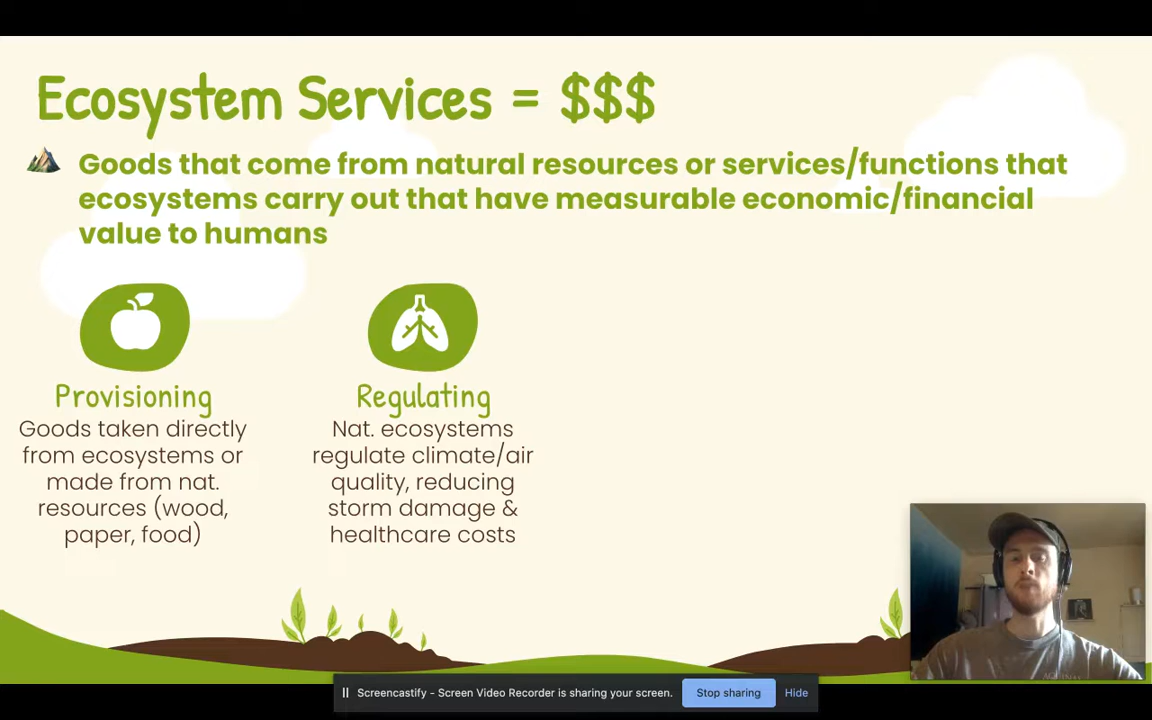 Ecosystem Services = $$$
Goods that come from natural resources or services/functions that
ecosystems carry out that have measurable economic/financial
value to humans
Provisioning
Goods taken directly
from ecosystems or
made from nat.
resources (wood,
paper, food)
Regulating
Nat. ecosystems
regulate climate/air
quality, reducing
storm damage &
healthcare costs
Screencastify - Screen Video Recorder is sharing your screen.
Stop sharing
Hide